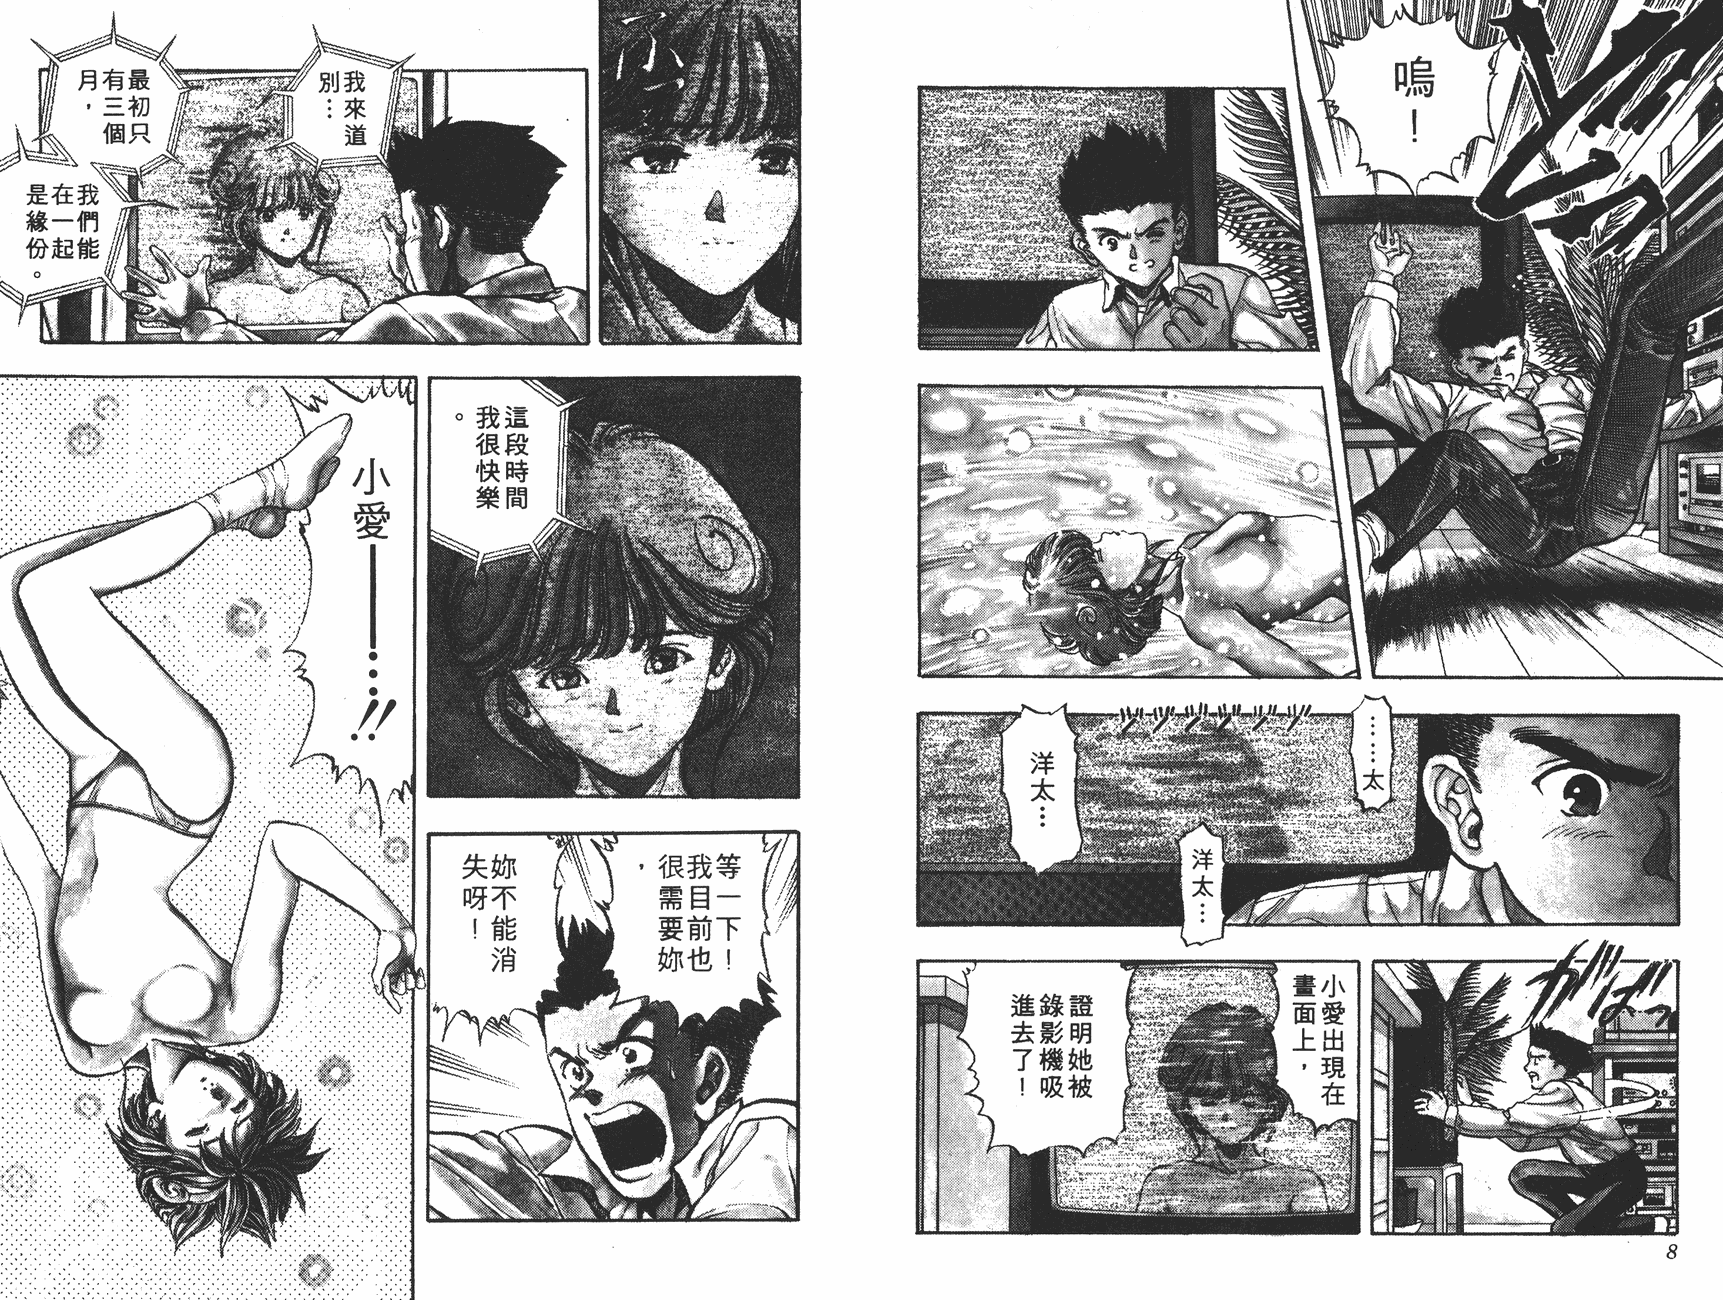 嗚！
……太
洋太…
洋太…
ガばっ
小愛出現在
畫面上，
證明她被
錄影機吸
進去了！
8
我來道
別…
最初只
有三個
月，
我們能
在一起
是緣份。
這段時間
我很快樂
。
等一下！
我目前也
很需要妳
，
妳不能消
失呀！
小愛——……!!